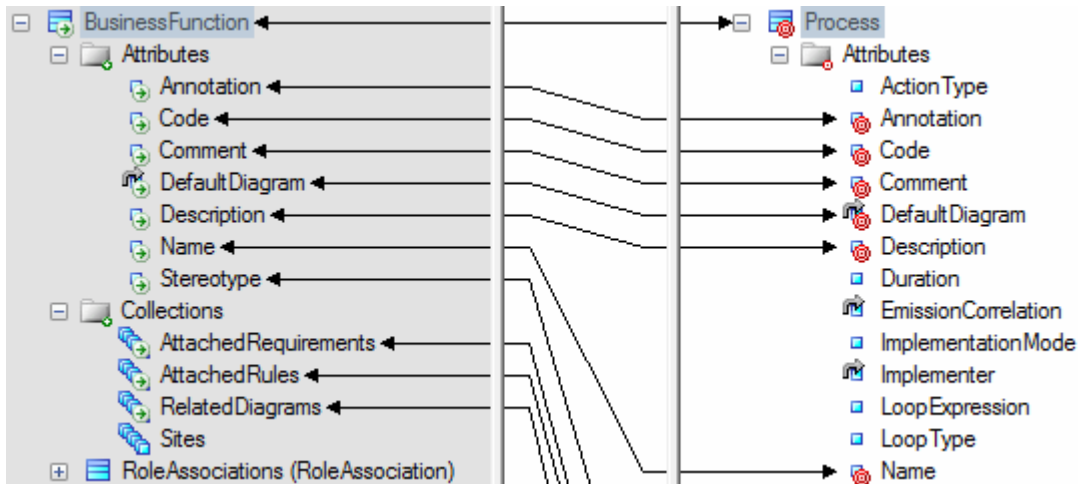 BusinessFunction
Attributes
Annotation
Code
Comment
DefaultDiagram
Description
Name
Stereotype
Collections
AttachedRequirements
AttachedRules
RelatedDiagrams
Sites
RoleAssociations (RoleAssociation)
Process
Attributes
ActionType
Annotation
Code
Comment
DefaultDiagram
Description
Duration
EmissionCorrelation
ImplementationMode
Implementer
LoopExpression
LoopType
Name